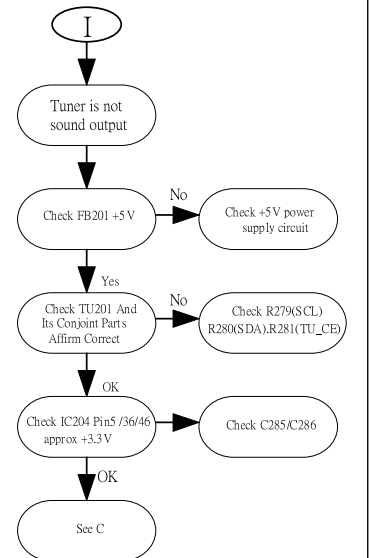 I
Tuner is not
sound output
Check FB201 +5V
No
Check +5V power
supply circuit
Yes
Check TU201 And
Its Conjoint Parts
Affirm Correct
No
Check R279(SCL)
R280(SDA).R281(TU_CE)
OK
Check IC204 Pin5 /36/46
approx +3.3V
Check C285/C286
OK
See C